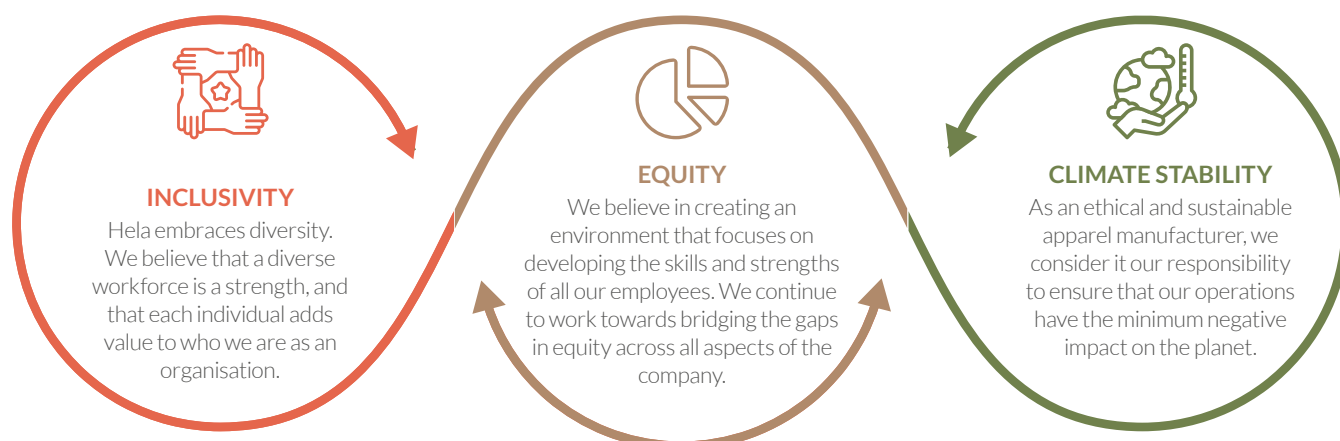 INCLUSIVITY
Hela embraces diversity.
We believe that a diverse
workforce is a strength, and
that each individual adds
value to who we are as an
organisation.
EQUITY
We believe in creating an
environment that focuses on
developing the skills and strengths
of all our employees. We continue
to work towards bridging the gaps
in equity across all aspects of the
company.
CLIMATE STABILITY
As an ethical and sustainable
apparel manufacturer, we
consider it our responsibility
to ensure that our operations
have the minimum negative
impact on the planet.